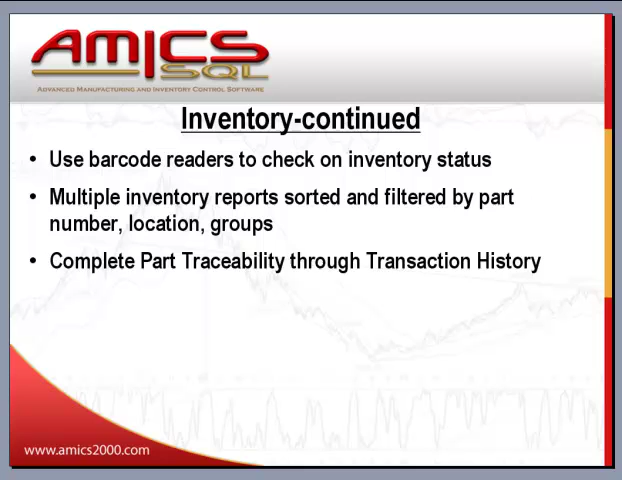 AMICS
SQL
Advanced Manufacturing and Inventory Control Software
Inventory-continued
• Use barcode readers to check on inventory status
• Multiple inventory reports sorted and filtered by part
number, location, groups
• Complete Part Traceability through Transaction History
www.amics2000.com